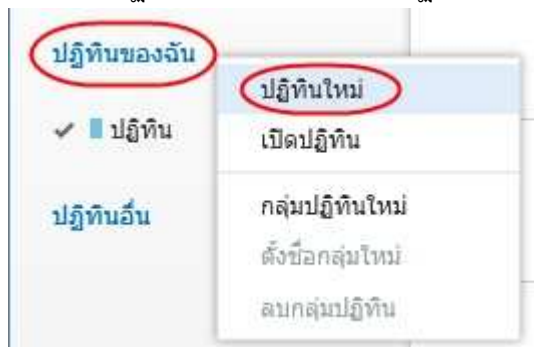 ปฏิทินของฉัน
ปฏิทิน
ปฏิทินอื่น
ปฏิทินใหม่
เปิดปฏิทิน
กลุ่มปฏิทินใหม่
ตั้งชื่อกลุ่มใหม่
ลบกลุ่มปฏิทิน